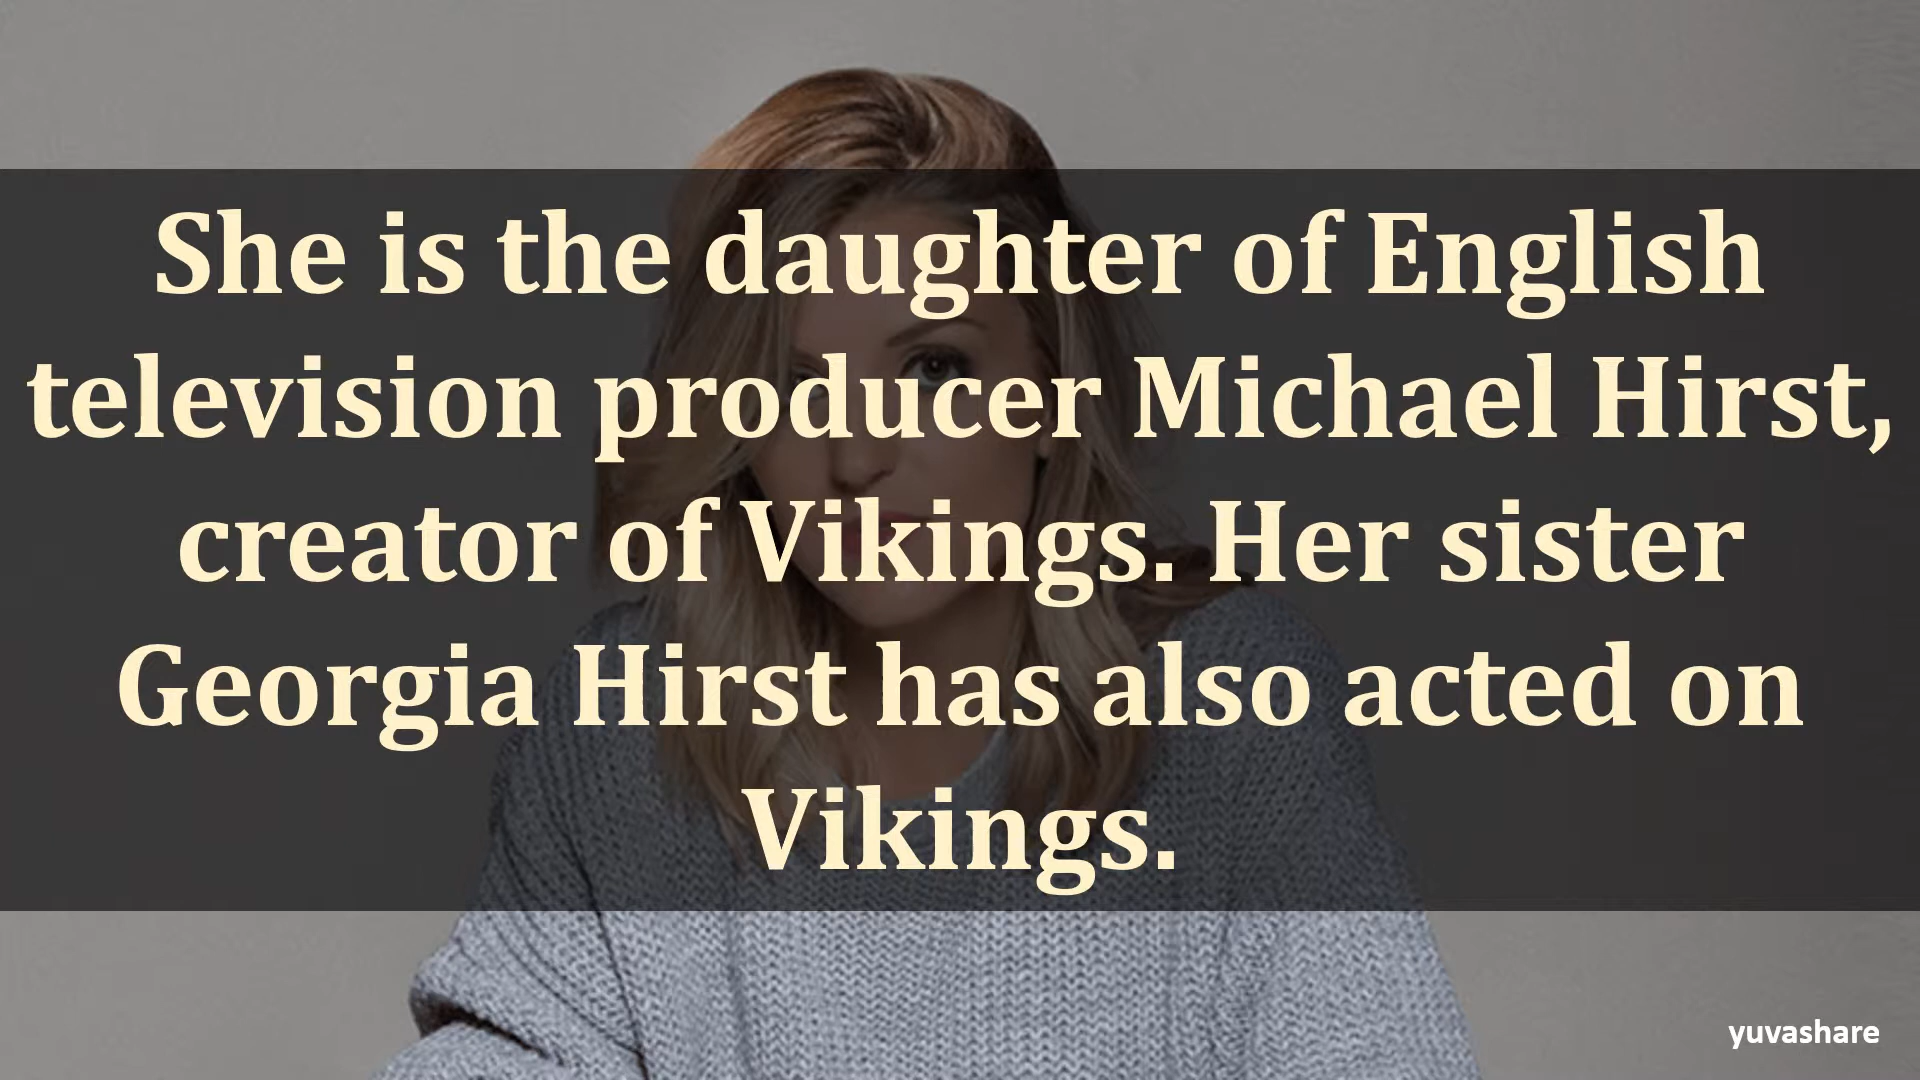 She is the daughter of English
television producer Michael Hirst,
creator of Vikings. Her sister
Georgia Hirst has also acted on
Vikings.
yuvashare